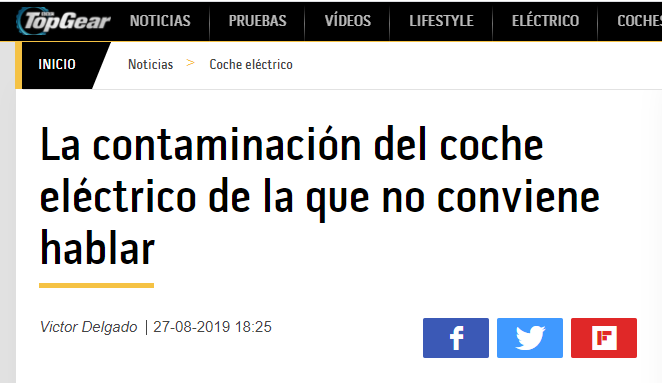 TopGear NOTICIAS PRUEBAS VÍDEOS LIFESTYLE ELÉCTRICO COCHES
INICIO Noticias > Coche eléctrico
La contaminación del coche
eléctrico de la que no conviene
hablar
Victor Delgado | 27-08-2019 18:25